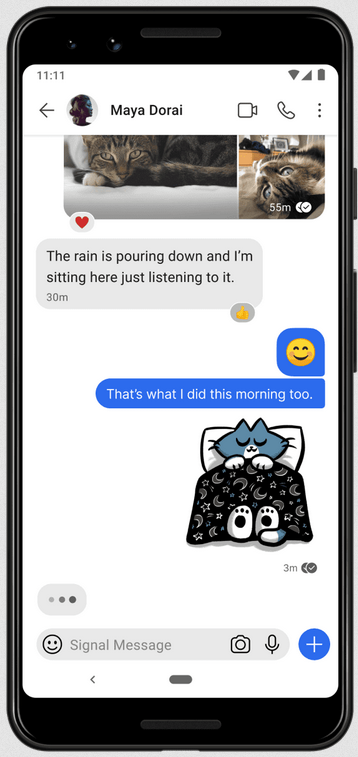 11:11
Maya Dorai
55m
The rain is pouring down and I'm
sitting here just listening to it.
30m
That's what I did this morning too.
3m
Signal Message